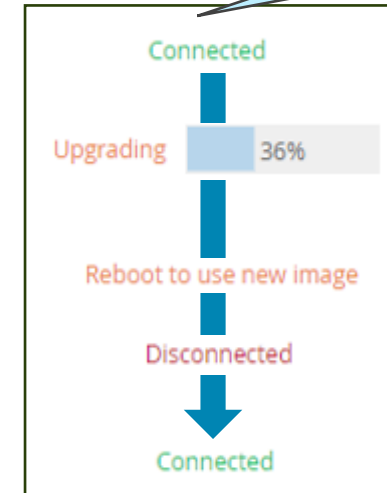 Connected
Upgrading 36%
Reboot to use new image
Disconnected
Connected